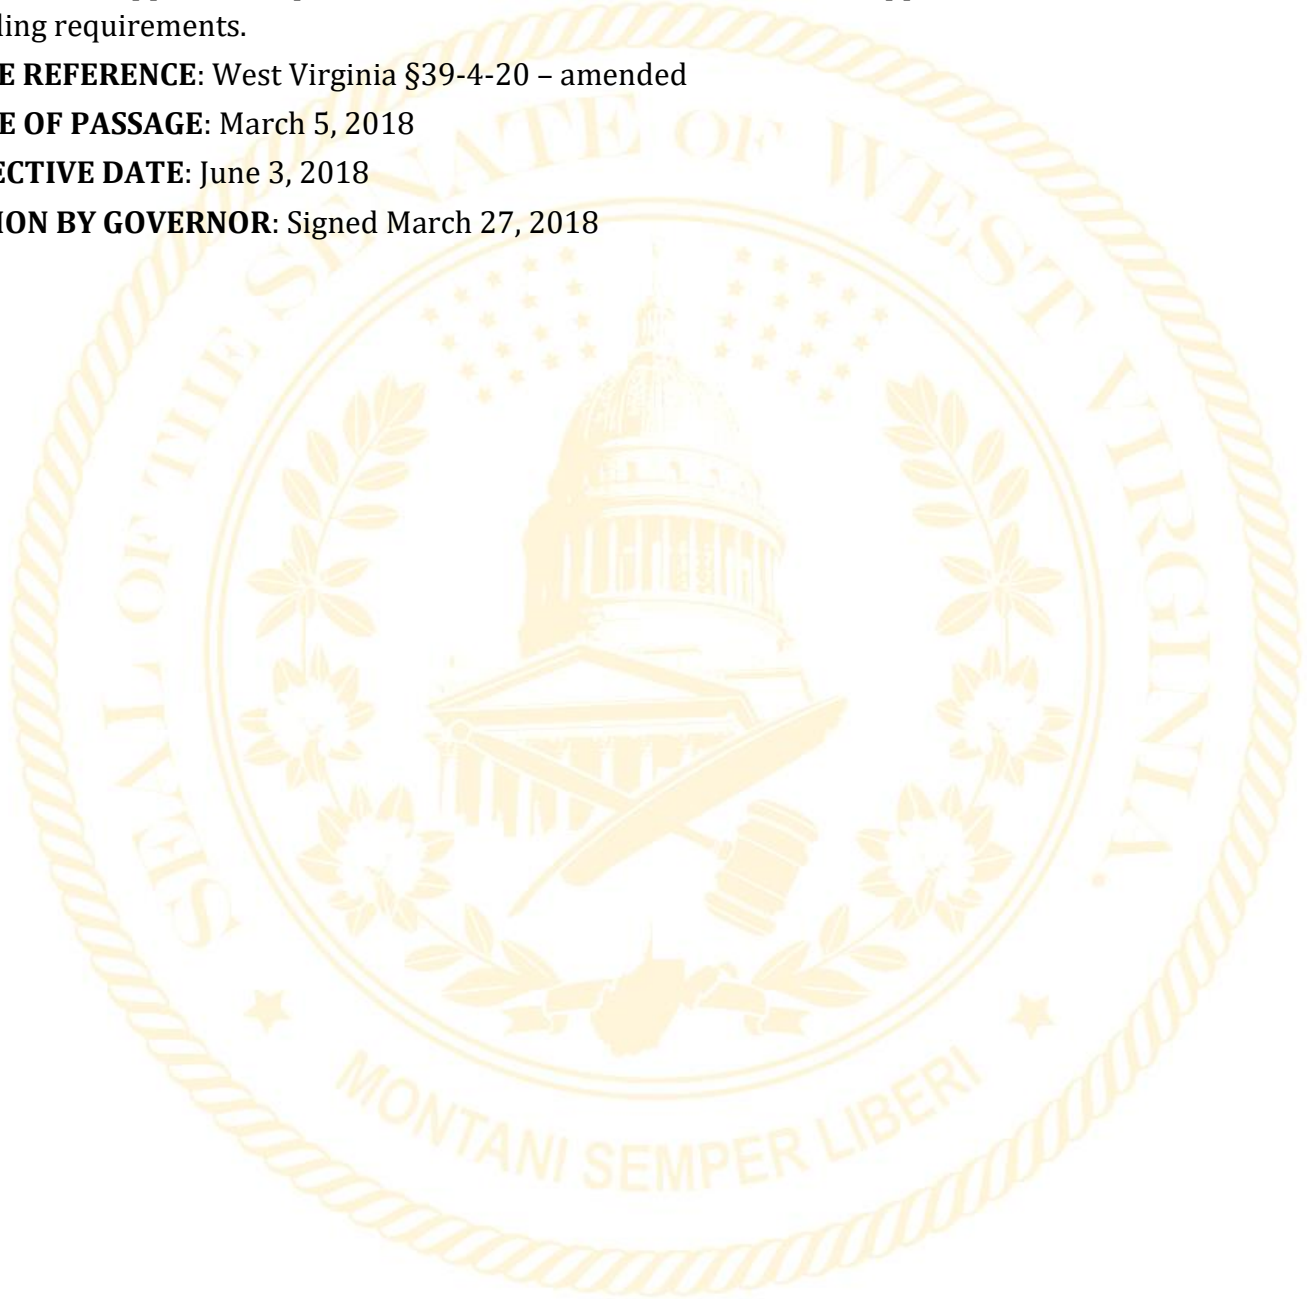 ling requirements.
E REFERENCE: West Virginia §39-4-20 – amended
E OF PASSAGE: March 5, 2018
ECTIVE DATE: June 3, 2018
ION BY GOVERNOR: Signed March 27, 2018
SEAL OF THE SENATE OF WEST VIRGINIA
MONTANI SEMPER LIBERI